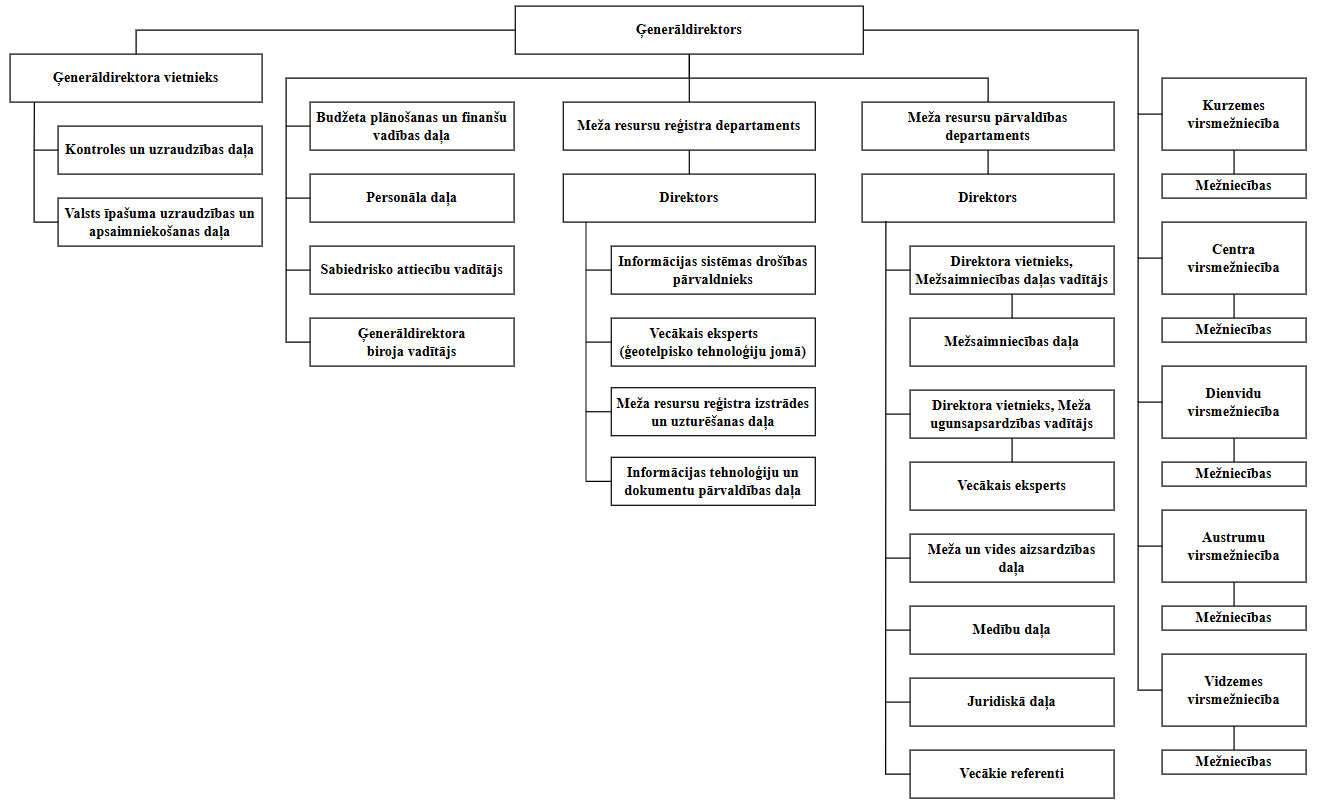 Ģenerāldirektors
Ģenerāldirektora vietnieks
Kontroles un uzraudzības daļa
Valsts īpašuma uzraudzības un
apsaimniekošanas daļa
Budžeta plānošanas un finanšu
vadības daļa
Personāla daļa
Sabiedrisko attiecību vadītājs
Ģenerāldirektora
biroja vadītājs
Meža resursu reģistra departaments
Direktors
Informācijas sistēmas drošības
pārvaldnieks
Vecākais eksperts
(ģeotelpisko tehnoloģiju jomā)
Meža resursu reģistra izstrādes
un uzturēšanas daļa
Informācijas tehnoloģiju un
dokumentu pārvaldības daļa
Meža resursu pārvaldības
departaments
Direktors
Direktora vietnieks,
Mežsaimniecības daļas vadītājs
Mežsaimniecības daļa
Direktora vietnieks, Meža
ugunsapsardzības vadītājs
Vecākais eksperts
Meža un vides aizsardzības
daļa
Medību daļa
Juridiskā daļa
Vecākie referenti
Kurzemes
virsmežniecība
Mežniecības
Centra
virsmežniecība
Mežniecības
Dienvidu
virsmežniecība
Mežniecības
Austrumu
virsmežniecība
Mežniecības
Vidzemes
virsmežniecība
Mežniecības